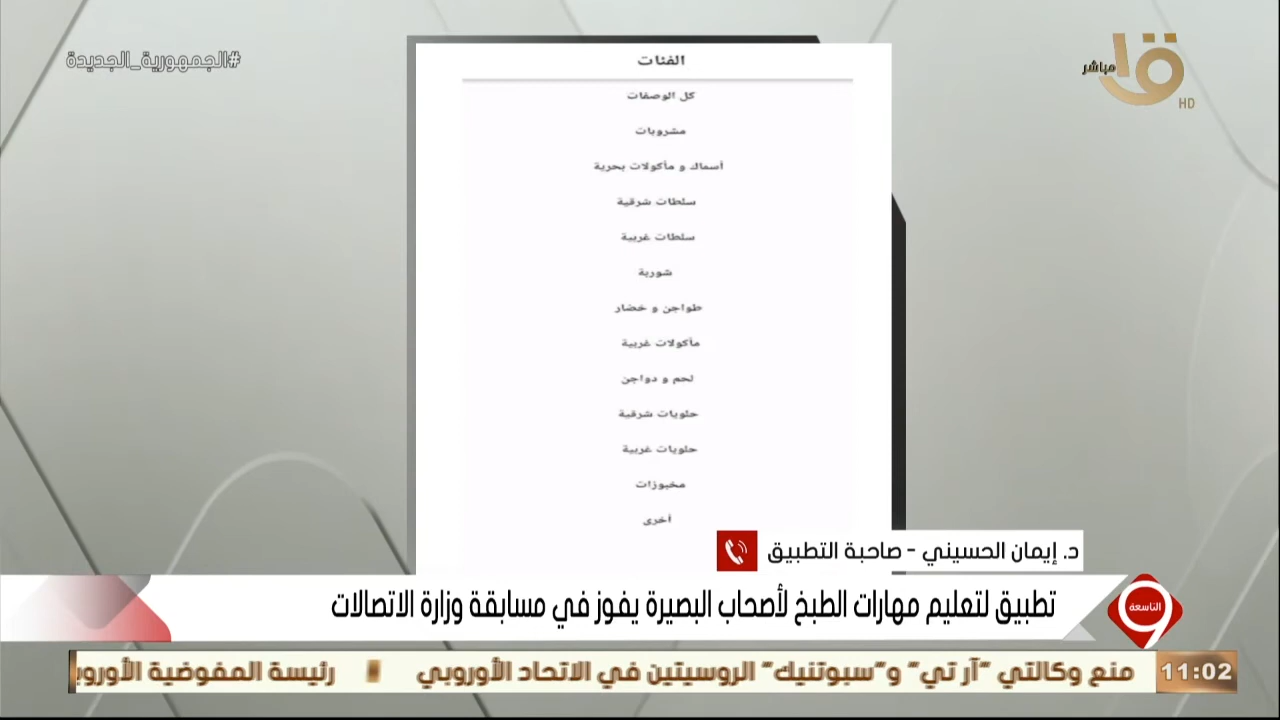 #الجمهورية_الجديدة
مباشر
HD
الفئات
كل الوصفات
مشروبات
أسماك و مأكولات بحرية
سلطات شرقية
سلطات غربية
شوربة
طواجن و خضار
مأكولات غربية
لحم و دواجن
حلويات شرقية
حلويات غربية
مخبوزات
أخرى
د. إيمان الحسيني - صاحبة التطبيق
تطبيق لتعليم مهارات الطبخ لأصحاب البصيرة يفوز في مسابقة وزارة الاتصالات
التاسعة
9
11:02
منع وكالتي "آر تي" و"سبوتنيك" الروسيتين في الاتحاد الأوروبي
رئيسة المفوضية